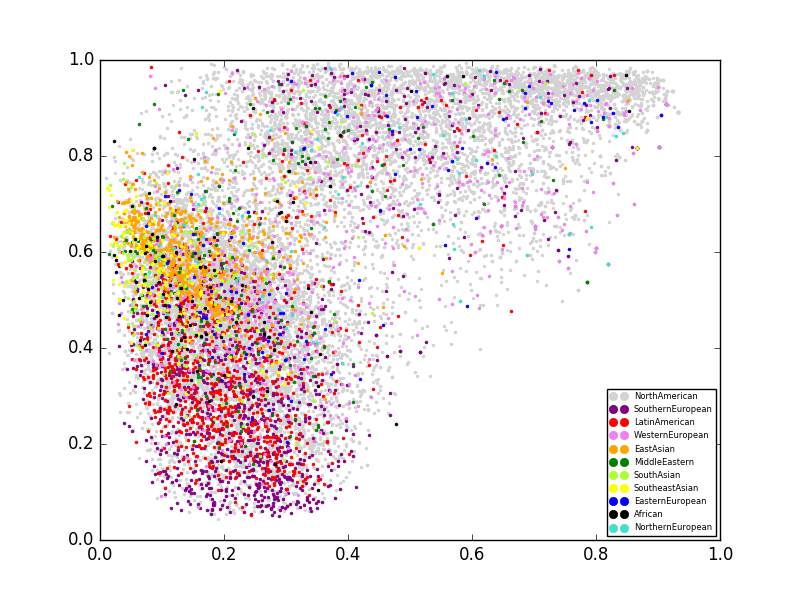 1.0
0.8
0.6
0.4
0.2
0.0
0.0 0.2 0.4 0.6 0.8 1.0
NorthAmerican
SouthernEuropean
LatinAmerican
WesternEuropean
EastAsian
MiddleEastern
SouthAsian
SoutheastAsian
EasternEuropean
African
NorthernEuropean